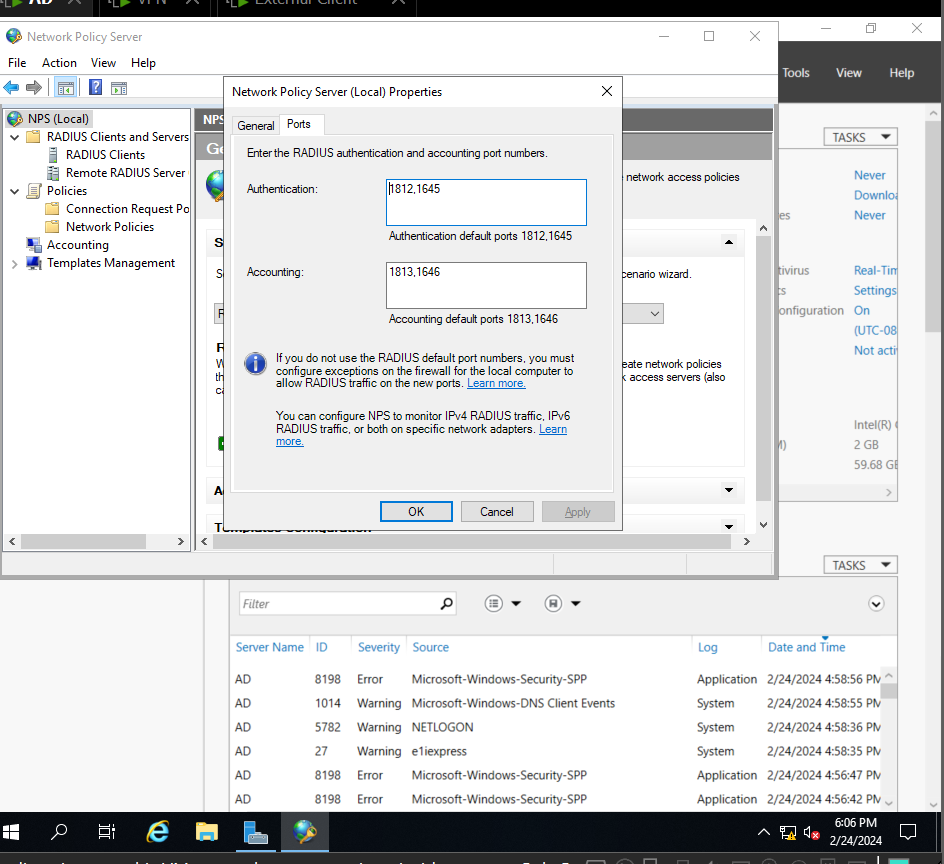 AD
VPN
External Client
Network Policy Server
File Action View Help
Tools View Help
NPS (Local)
RADIUS Clients and Servers
RADIUS Clients
Remote RADIUS Server
Policies
Connection Request Po
Network Policies
Accounting
Templates Management
NPS
Network Policy Server (Local) Properties
General Ports
Enter the RADIUS authentication and accounting port numbers.
Authentication: 1812,1645
Authentication default ports 1812,1645
Accounting: 1813,1646
Accounting default ports 1813,1646
If you do not use the RADIUS default port numbers, you must
configure exceptions on the firewall for the local computer to
allow RADIUS traffic on the new ports. Learn more.
You can configure NPS to monitor IPv4 RADIUS traffic, IPv6
RADIUS traffic, or both on specific network adapters. Learn
more.
OK Cancel Apply
network access policies
cenario wizard.
eate network policies
access servers (also
TASKS
Never
Downloa
Never
Real-Tim
Settings
onfiguration On
(UTC-08
Not acti
Intel(R)
2 GB
59.68 GB
TASKS
Filter
Server Name ID Severity Source Log Date and Time
AD 8198 Error Microsoft-Windows-Security-SPP Application 2/24/2024 4:58:56 PM
AD 1014 Warning Microsoft-Windows-DNS Client Events System 2/24/2024 4:58:55 PM
AD 5782 Warning NETLOGON System 2/24/2024 4:58:36 PM
AD 27 Warning e1iexpress System 2/24/2024 4:58:35 PM
AD 8198 Error Microsoft-Windows-Security-SPP Application 2/24/2024 4:56:47 PM
AD 8198 Error Microsoft-Windows-Security-SPP Application 2/24/2024 4:56:42 PM
6:06 PM
2/24/2024